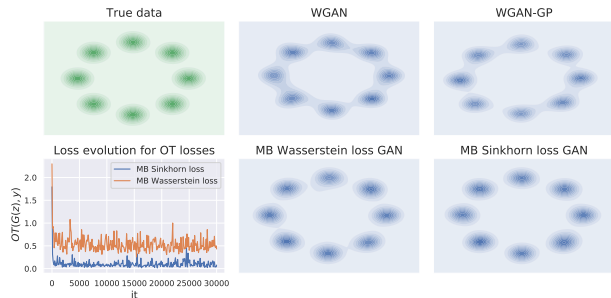 True data
WGAN
WGAN-GP
Loss evolution for OT losses
MB Wasserstein loss GAN
MB Sinkhorn loss GAN
MB Sinkhorn loss
MB Wasserstein loss
OT(G(z), y)
2.0
1.5
1.0
0.5
0.0
0 5000 10000 15000 20000 25000 30000
it